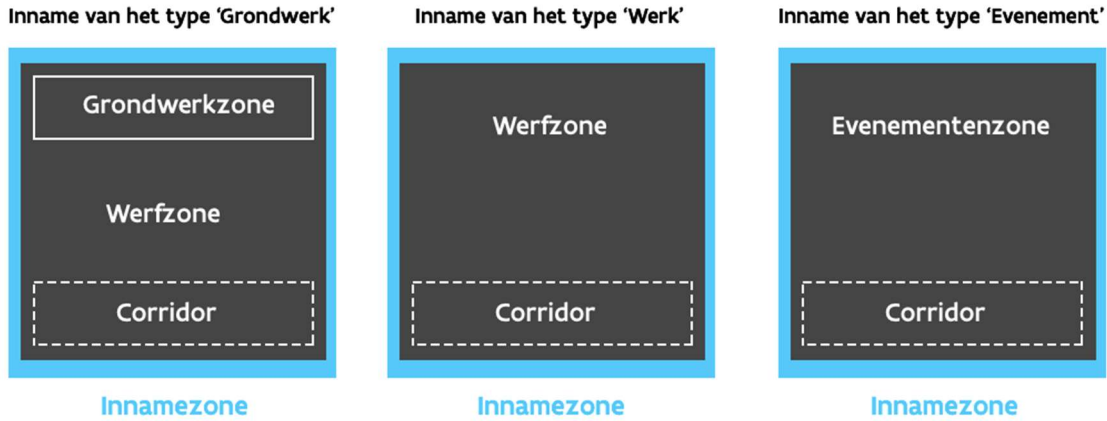 Inname van het type ‘Grondwerk’
Grondwerkzone
Werfzone
Corridor
Innamezone
Inname van het type ‘Werk’
Werfzone
Corridor
Innamezone
Inname van het type ‘Evenement’
Evenementenzone
Corridor
Innamezone